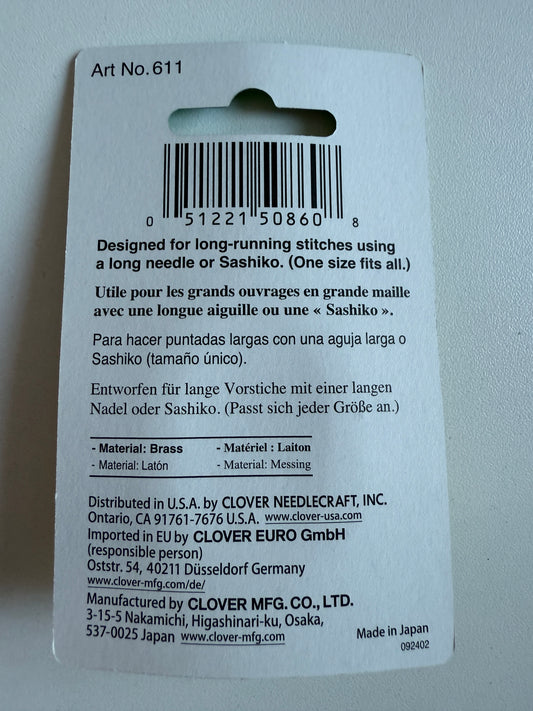 Art No.611
0 51221 50860 8
Designed for long-running stitches using
a long needle or Sashiko. (One size fits all.)
Utile pour les grands ouvrages en grande maille
avec une longue aiguille ou une « Sashiko ».
Para hacer puntadas largas con una aguja larga o
Sashiko (tamaño único).
Entworfen für lange Vorstiche mit einer langen
Nadel oder Sashiko. (Passt sich jeder Größe an.)
- Material: Brass - Matériel : Laiton
- Material: Latón - Material: Messing
Distributed in U.S.A. by CLOVER NEEDLECRAFT, INC.
Ontario, CA 91761-7676 U.S.A. www.clover-usa.com
Imported in EU by CLOVER EURO GmbH
(responsible person)
Oststr. 54, 40211 Düsseldorf Germany
www.clover-mfg.com/de/
Manufactured by CLOVER MFG. CO., LTD.
3-15-5 Nakamichi, Higashinari-ku, Osaka,
537-0025 Japan www.clover-mfg.com
Made in Japan
092402